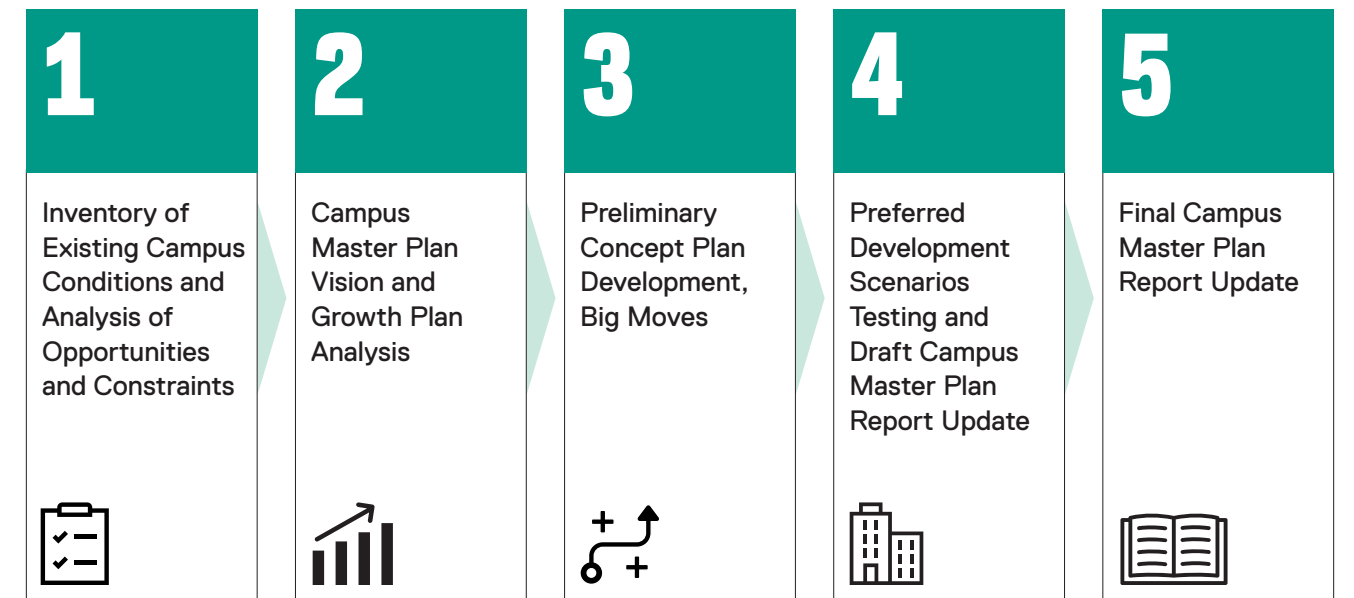 1
Inventory of
Existing Campus
Conditions and
Analysis of
Opportunities
and Constraints
2
Campus
Master Plan
Vision and
Growth Plan
Analysis
3
Preliminary
Concept Plan
Development,
Big Moves
4
Preferred
Development
Scenarios
Testing and
Draft Campus
Master Plan
Report Update
5
Final Campus
Master Plan
Report Update